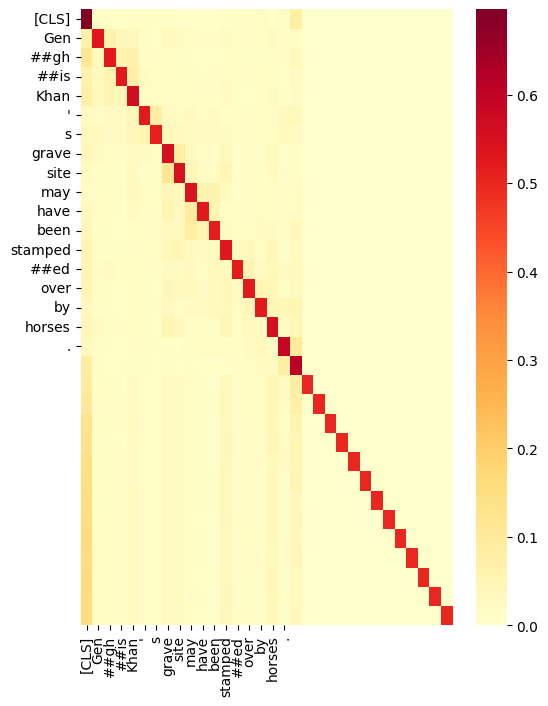 [CLS]
Gen
##gh
##is
Khan
'
s
grave
site
may
have
been
stamped
##ed
over
by
horses
.
0.6
0.5
0.4
0.3
0.2
0.1
0.0
[CLS]
Gen
##gh
##is
Khan
'
s
grave
site
may
have
been
stamped
##ed
over
by
horses
.